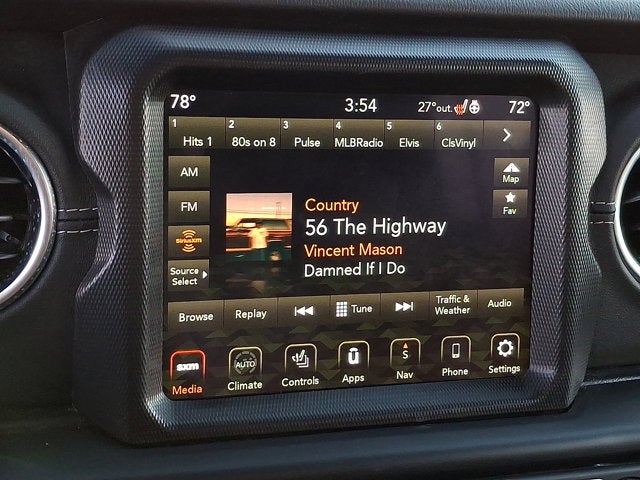 78° 3:54 27°out. 72°
1 Hits 1 2 80s on 8 3 Pulse 4 MLBRadio 5 Elvis 6 ClsVinyl
AM
Map
FM
Fav
Country
56 The Highway
SiriusXM
Vincent Mason
Source
Select
Damned If I Do
Browse Replay Tune Traffic & Audio
Weather
sxm AUTO S
Media Climate Controls Apps Nav Phone Settings